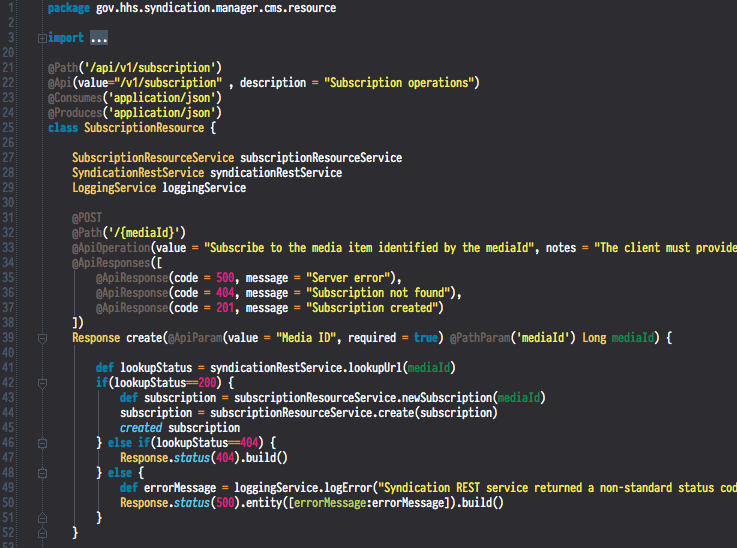 1 package gov.hhs.syndication.manager.cms.resource
2
3 import ...
20
21 @Path('/api/v1/subscription')
22 @Api(value="/v1/subscription" , description = "Subscription operations")
23 @Consumes('application/json')
24 @Produces('application/json')
25 class SubscriptionResource {
26
27 SubscriptionResourceService subscriptionResourceService
28 SyndicationRestService syndicationRestService
29 LoggingService loggingService
30
31 @POST
32 @Path('/{mediaId}')
33 @ApiOperation(value = "Subscribe to the media item identified by the mediaId", notes = "The client must provide
34 @ApiResponses([
35 @ApiResponse(code = 500, message = "Server error"),
36 @ApiResponse(code = 404, message = "Subscription not found"),
37 @ApiResponse(code = 201, message = "Subscription created")
38 ])
39 Response create(@ApiParam(value = "Media ID", required = true) @PathParam('mediaId') Long mediaId) {
40
41 def lookupStatus = syndicationRestService.lookupUrl(mediaId)
42 if(lookupStatus==200) {
43 def subscription = subscriptionResourceService.newSubscription(mediaId)
44 subscription = subscriptionResourceService.create(subscription)
45 created subscription
46 } else if(lookupStatus==404) {
47 Response.status(404).build()
48 } else {
49 def errorMessage = loggingService.logError("Syndication REST service returned a non-standard status cod
50 Response.status(500).entity([errorMessage:errorMessage]).build()
51 }
52 }